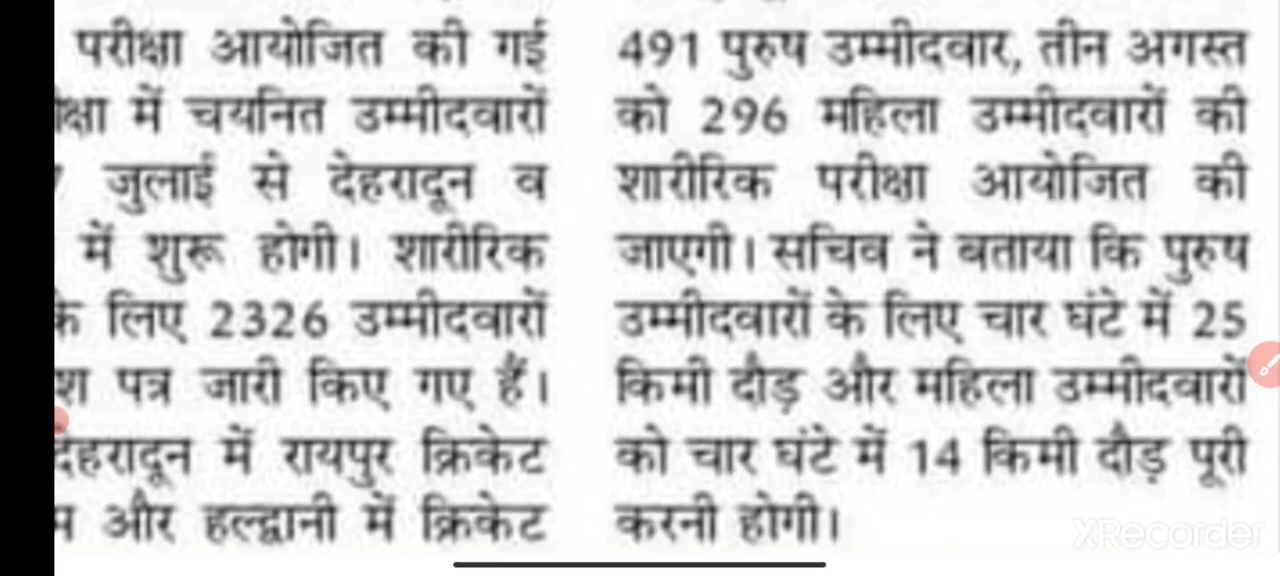 परीक्षा आयोजित की गई
में चयनित उम्मीदवारों
जुलाई से देहरादून व
में शुरू होगी। शारीरिक
के लिए 2326 उम्मीदवारों
पत्र जारी किए गए हैं।
देहरादून में रायपुर क्रिकेट
और हल्द्वानी में क्रिकेट
491 पुरुष उम्मीदवार, तीन अगस्त
को 296 महिला उम्मीदवारों की
शारीरिक परीक्षा आयोजित की
जाएगी। सचिव ने बताया कि पुरुष
उम्मीदवारों के लिए चार घंटे में 25
किमी दौड़ और महिला उम्मीदवारों
को चार घंटे में 14 किमी दौड़ पूरी
करनी होगी।
XRecorder